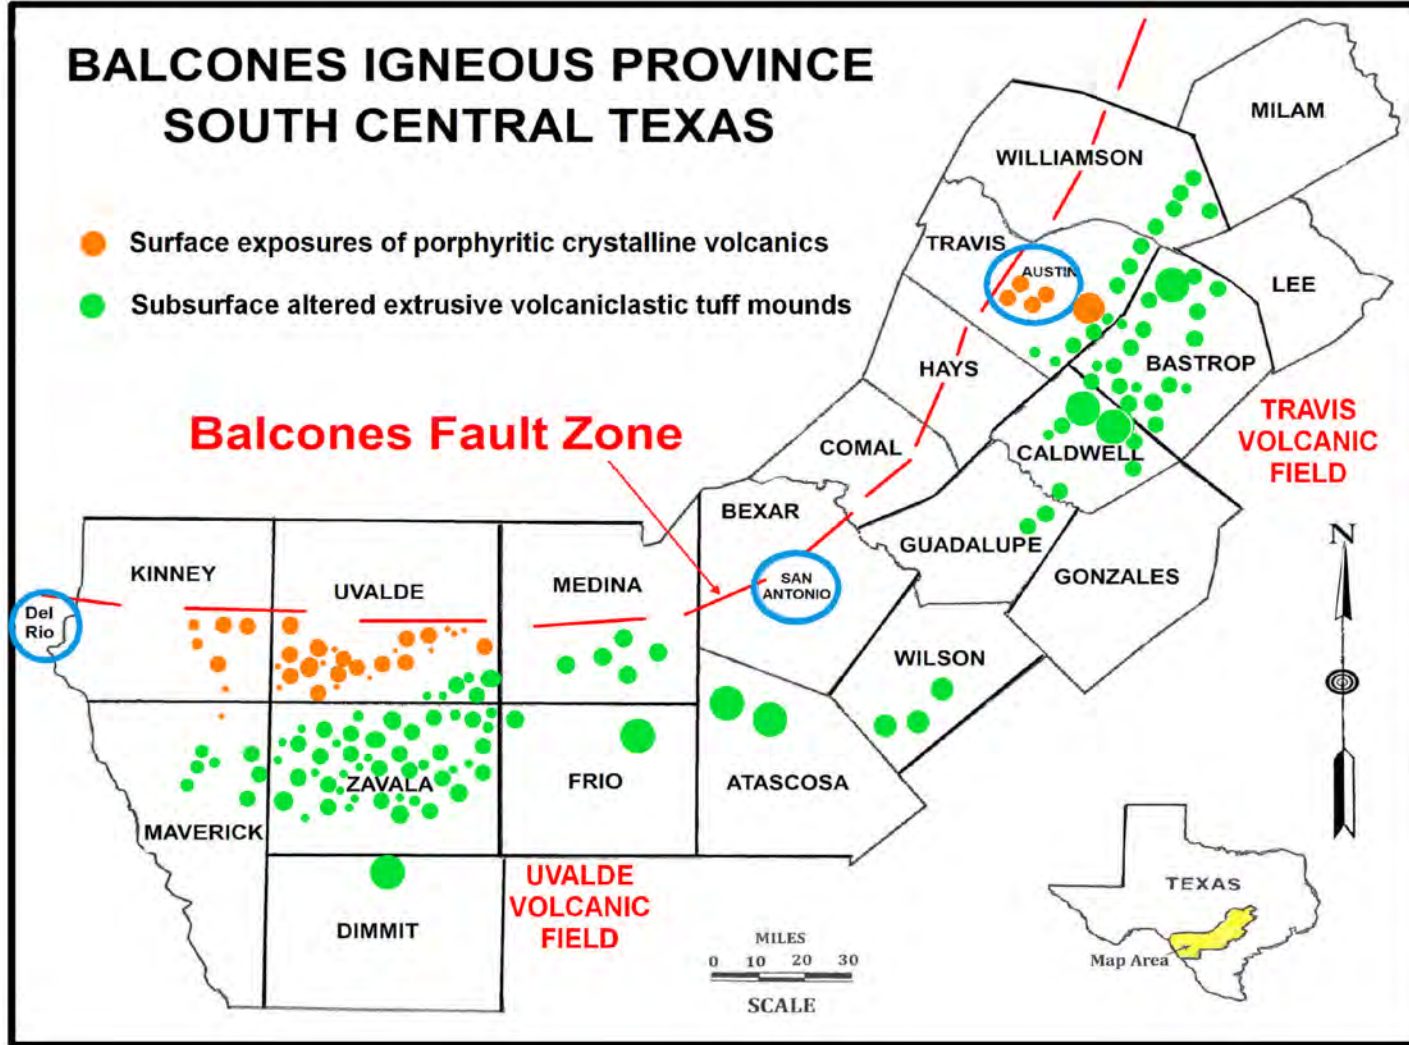 BALCONES IGNEOUS PROVINCE
SOUTH CENTRAL TEXAS
Surface exposures of porphyritic crystalline volcanics
Subsurface altered extrusive volcaniclastic tuff mounds
MILAM
WILLIAMSON
TRAVIS
AUSTIN
LEE
HAYS
BASTROP
Balcones Fault Zone
TRAVIS
VOLCANIC
FIELD
COMAL
CALDWELL
BEXAR
GUADALUPE
GONZALES
KINNEY
UVALDE
MEDINA
SAN
ANTONIO
Del
Rio
WILSON
N
ZAVALA
FRIO
ATASCOSA
MAVERICK
UVALDE
VOLCANIC
FIELD
DIMMIT
MILES
0 10 20 30
SCALE
TEXAS
Map Area